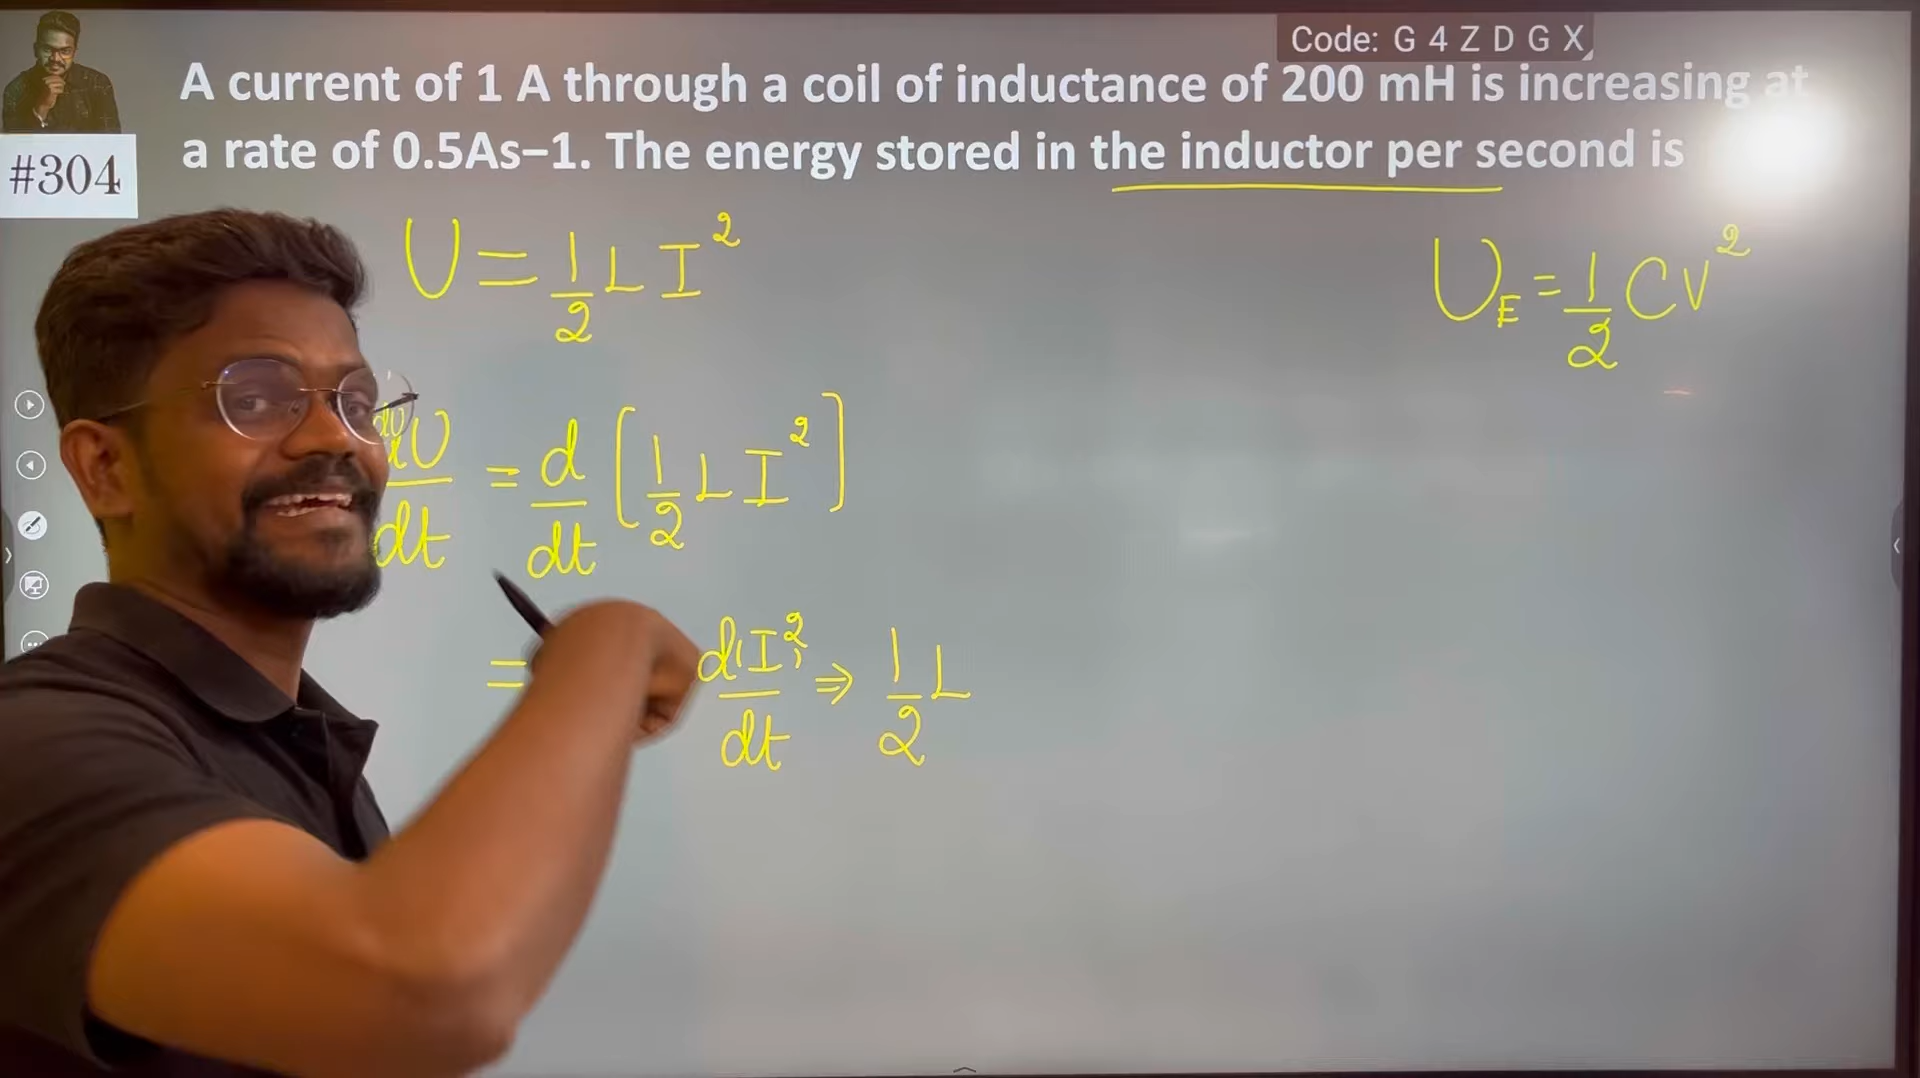 Code: G 4 Z D G X
A current of 1 A through a coil of inductance of 200 mH is increasing at
a rate of 0.5As−1. The energy stored in the inductor per second is
#304
U = 1/2 L I²
U_E = 1/2 CV²
dU/dt = d/dt [1/2 L I²]
= d(I²)/dt ⇒ 1/2 L